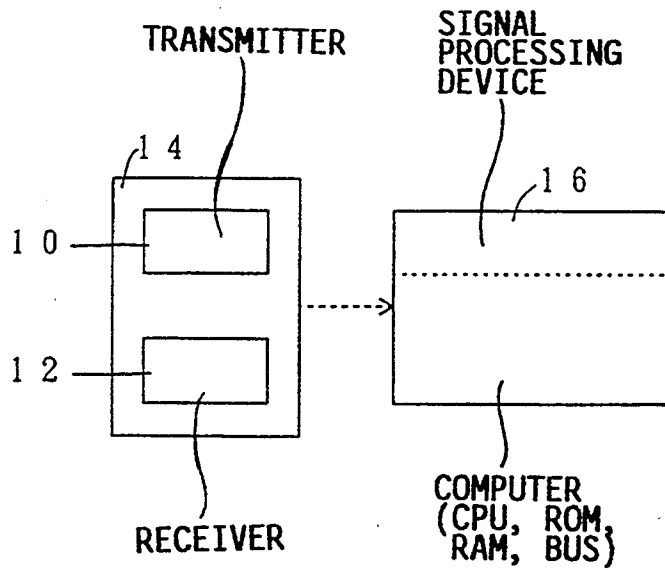 TRANSMITTER
SIGNAL
PROCESSING
DEVICE
14
16
10
12
RECEIVER
COMPUTER
(CPU, ROM,
RAM, BUS)